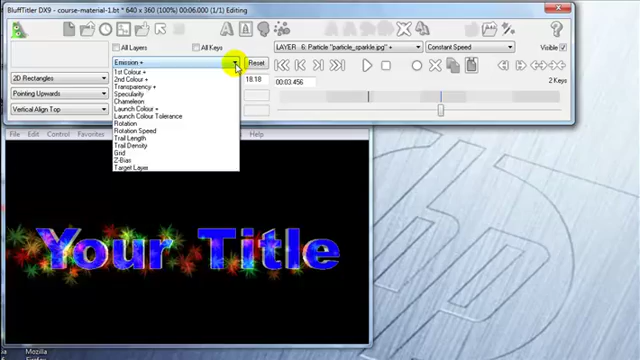 BluffTitler DX9 - course-material-1.bt * 640 x 360 (100%) 00:06.000 (1/1) Editing
All Layers
All Keys
LAYER - 6: Particle "particle_sparkle.jpg" +
Constant Speed
Visible
Emission +
Reset
1st Colour +
2nd Colour +
Transparency +
Specularity
Chameleon
Launch Colour +
Launch Colour Tolerance
Rotation
Rotation Speed
Trail Length
Trail Density
Grid
Z-Bias
Target Layer
2D Rectangles
Pointing Upwards
Vertical Align Top
18.18
00:03.456
2 Keys
File Edit Settings
Your Title
Mozilla
Firefox
hp